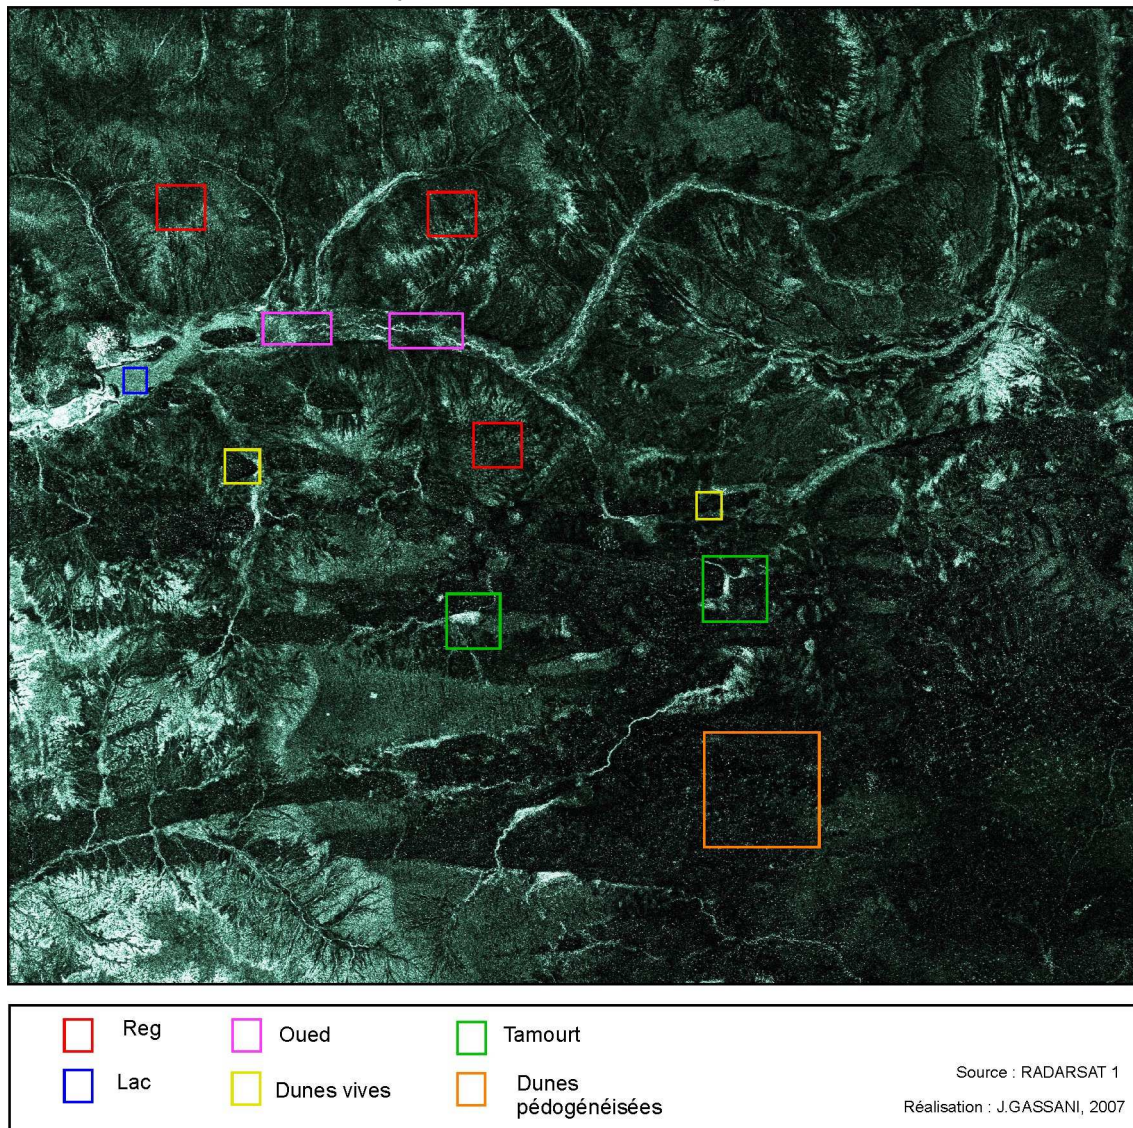 Reg
Oued
Tamourt
Lac
Dunes vives
Dunes
pédogénéisées
Source : RADARSAT 1
Réalisation : J.GASSANI, 2007